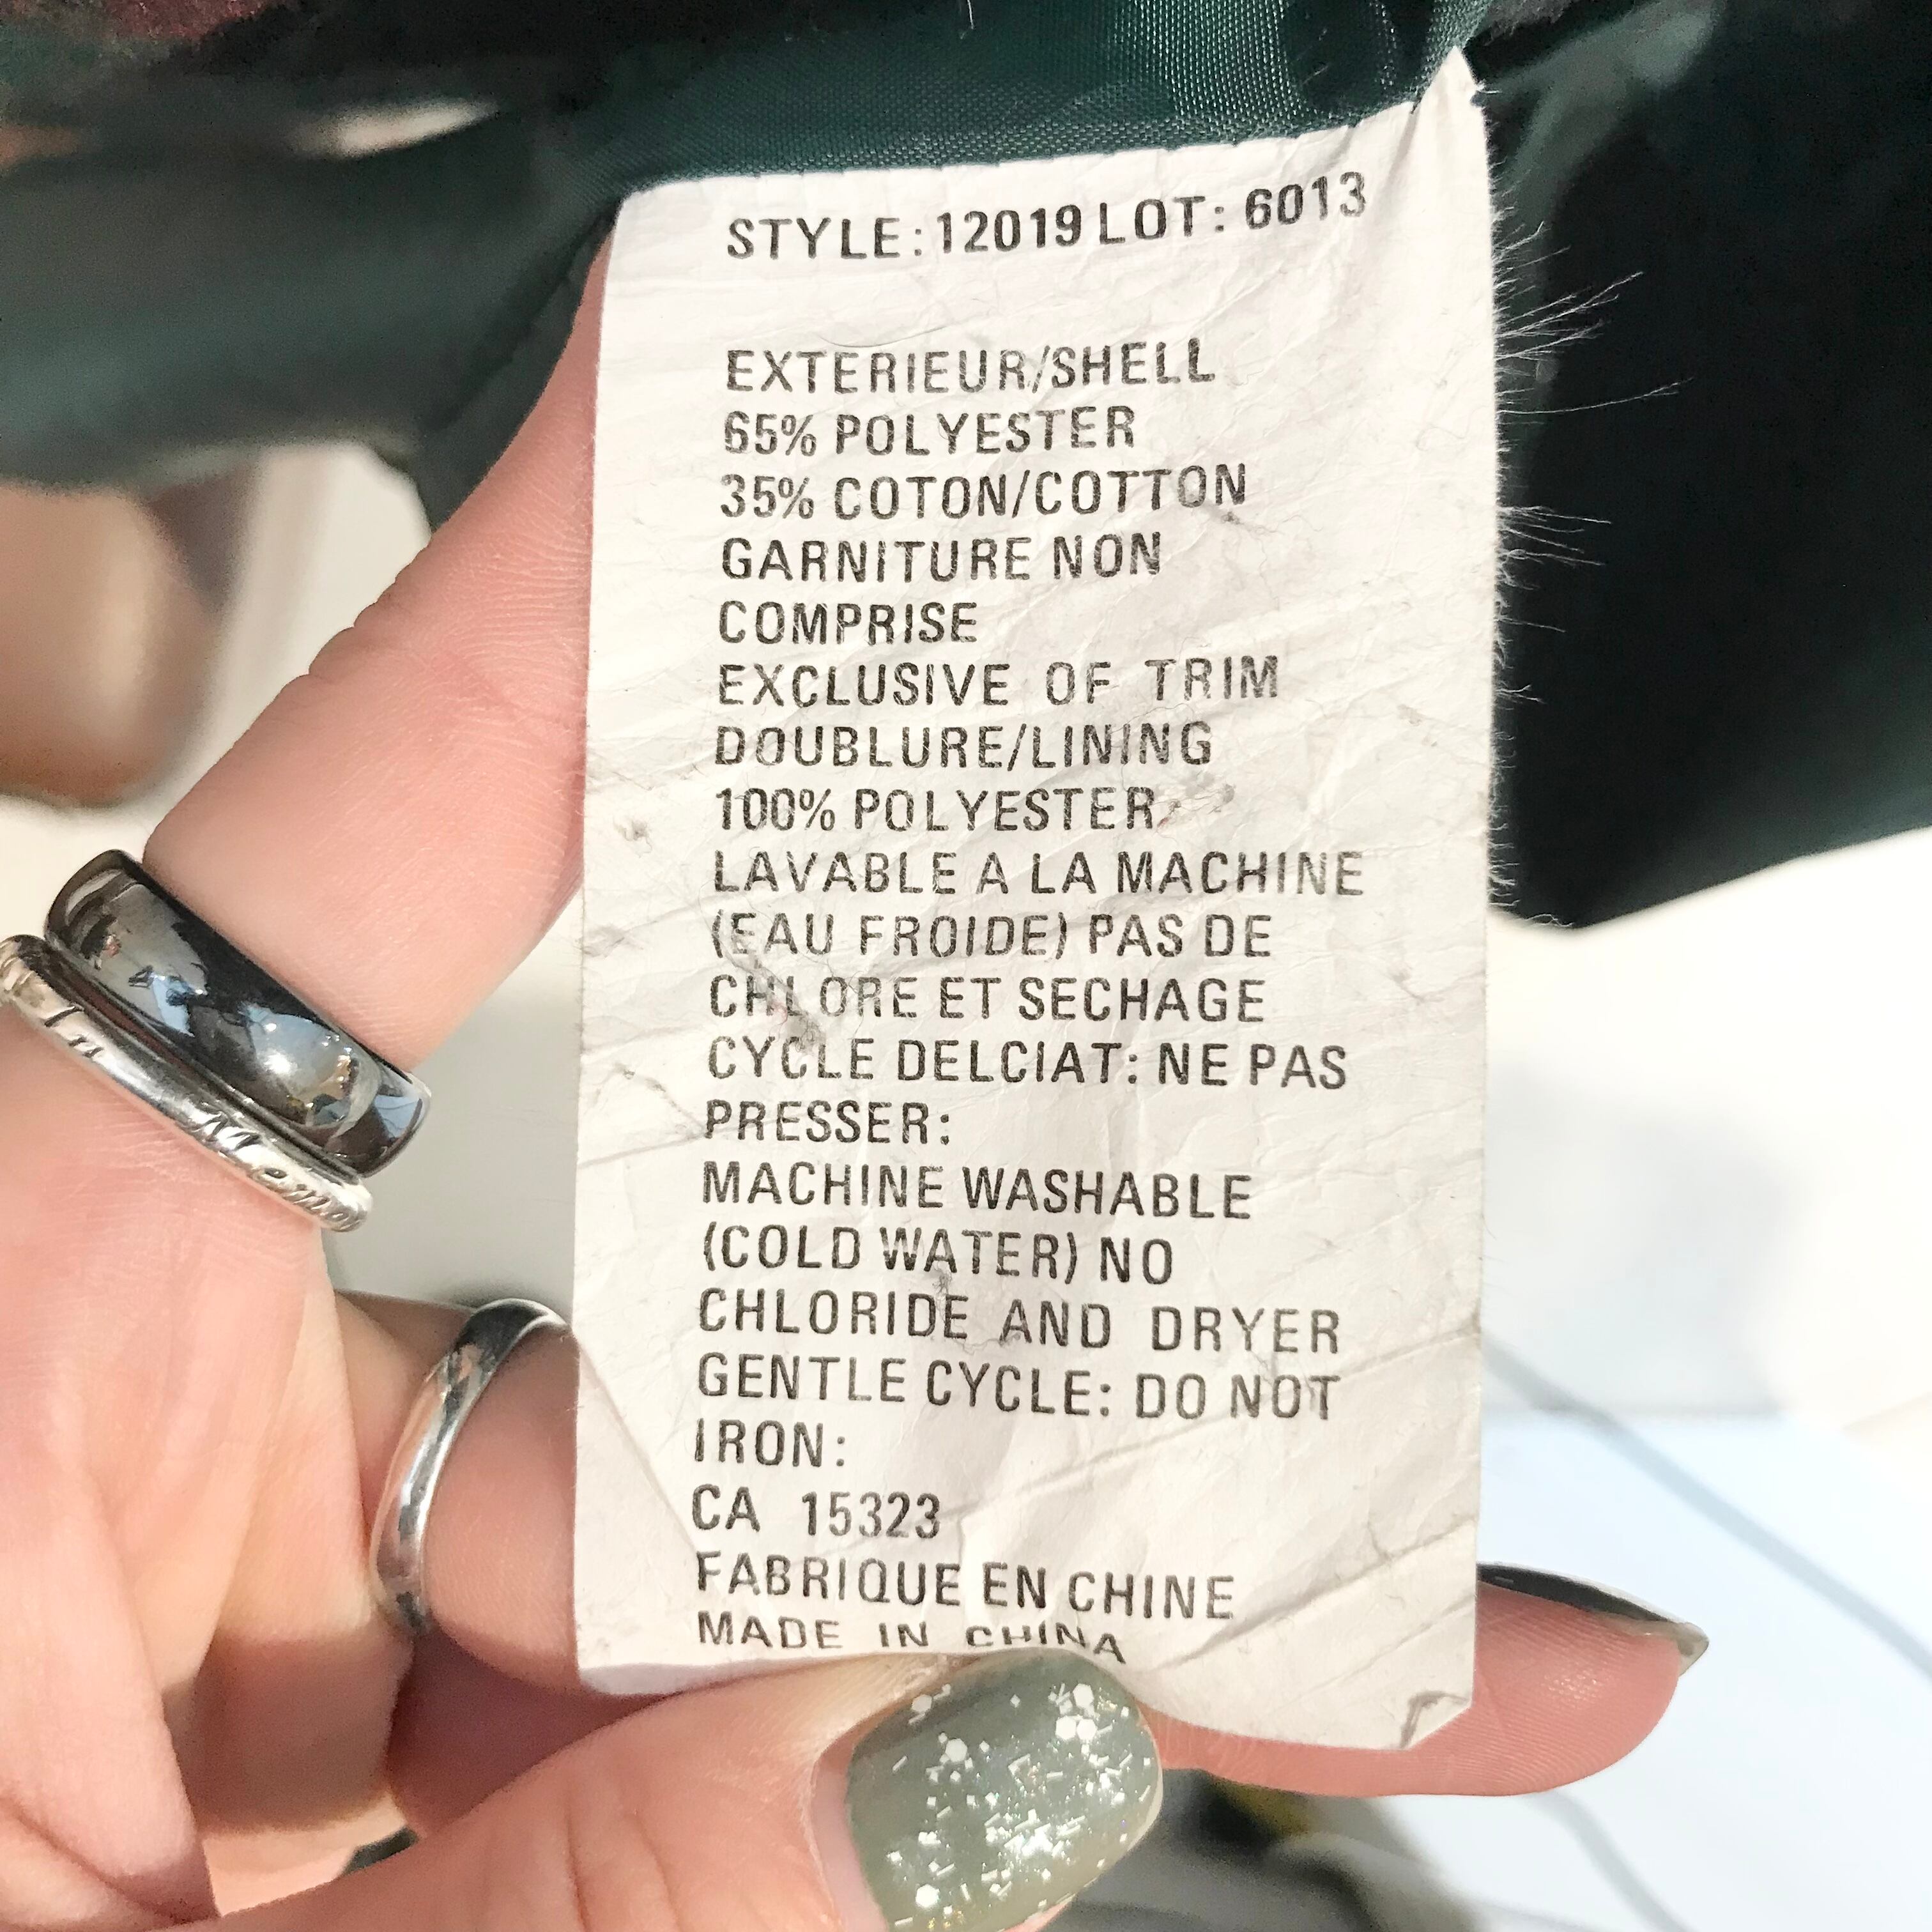 STYLE: 12019 LOT: 6013
EXTERIEUR/SHELL
65% POLYESTER
35% COTON/COTTON
GARNITURE NON
COMPRISE
EXCLUSIVE OF TRIM
DOUBLURE/LINING
100% POLYESTER
LAVABLE A LA MACHINE
(EAU FROIDE) PAS DE
CHLORE ET SECHAGE
CYCLE DELCIAT: NE PAS
PRESSER:
MACHINE WASHABLE
(COLD WATER) NO
CHLORIDE AND DRYER
GENTLE CYCLE: DO NOT
IRON:
CA 15323
FABRIQUE EN CHINE
MADE IN CHINA